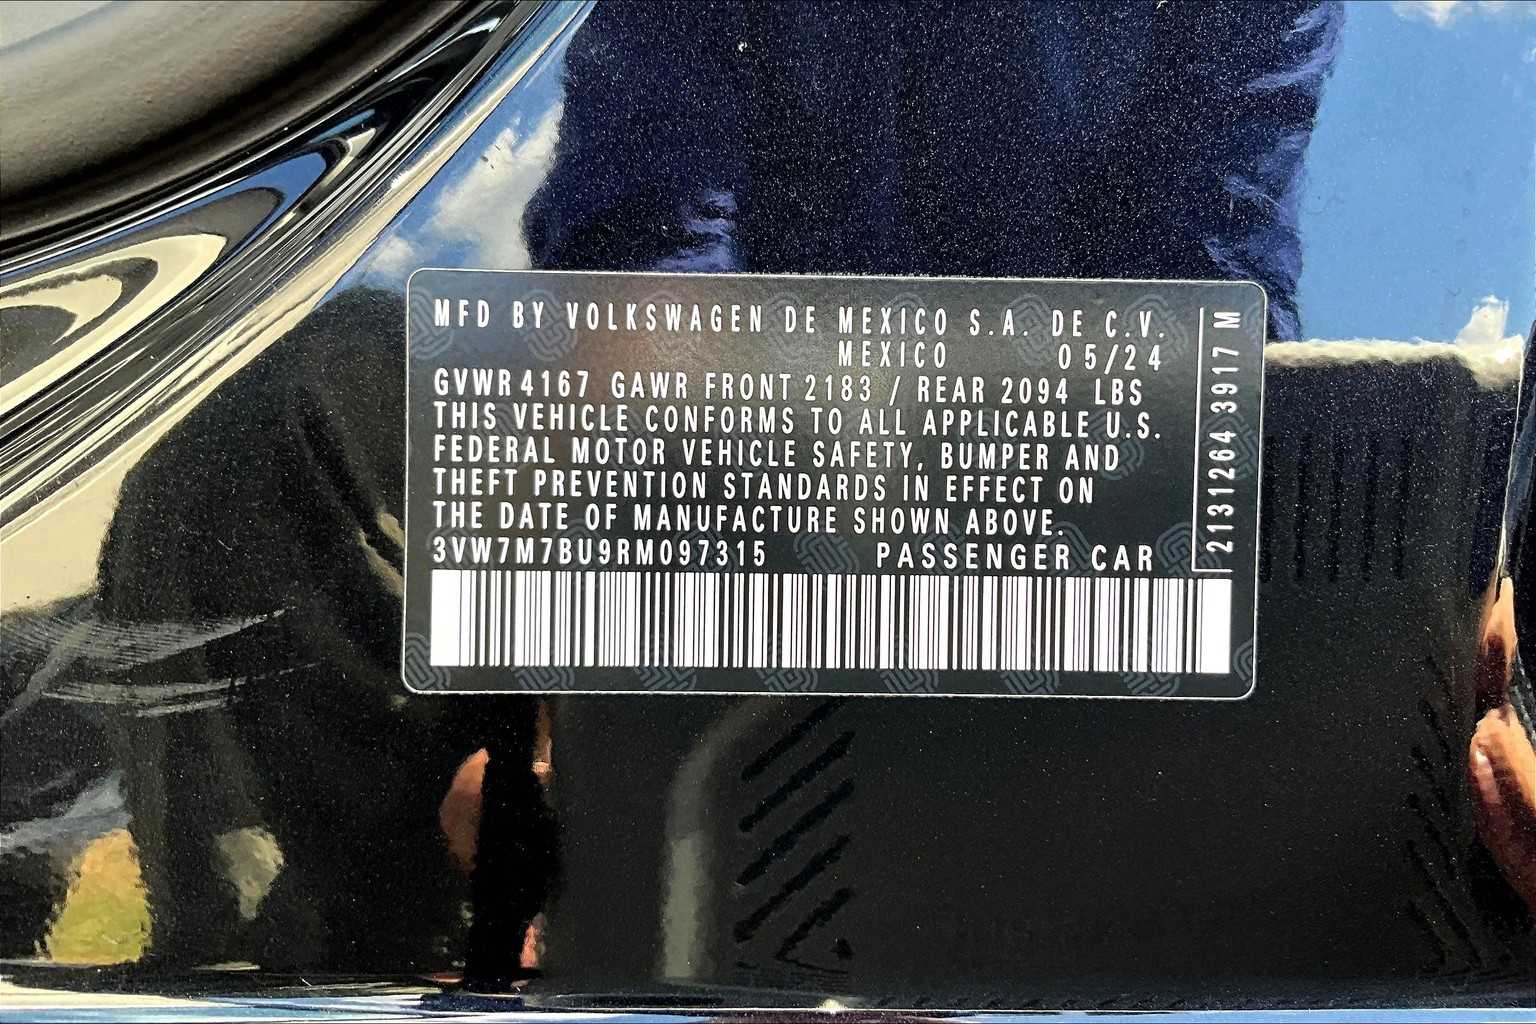 MFD BY VOLKSWAGEN DE MEXICO S.A. DE C.V.
MEXICO 05/24
GVWR 4167 GAWR FRONT 2183 / REAR 2094 LBS
THIS VEHICLE CONFORMS TO ALL APPLICABLE U.S.
FEDERAL MOTOR VEHICLE SAFETY, BUMPER AND
THEFT PREVENTION STANDARDS IN EFFECT ON
THE DATE OF MANUFACTURE SHOWN ABOVE.
3VW7M7BU9RM097315 PASSENGER CAR
2131264 3917 M